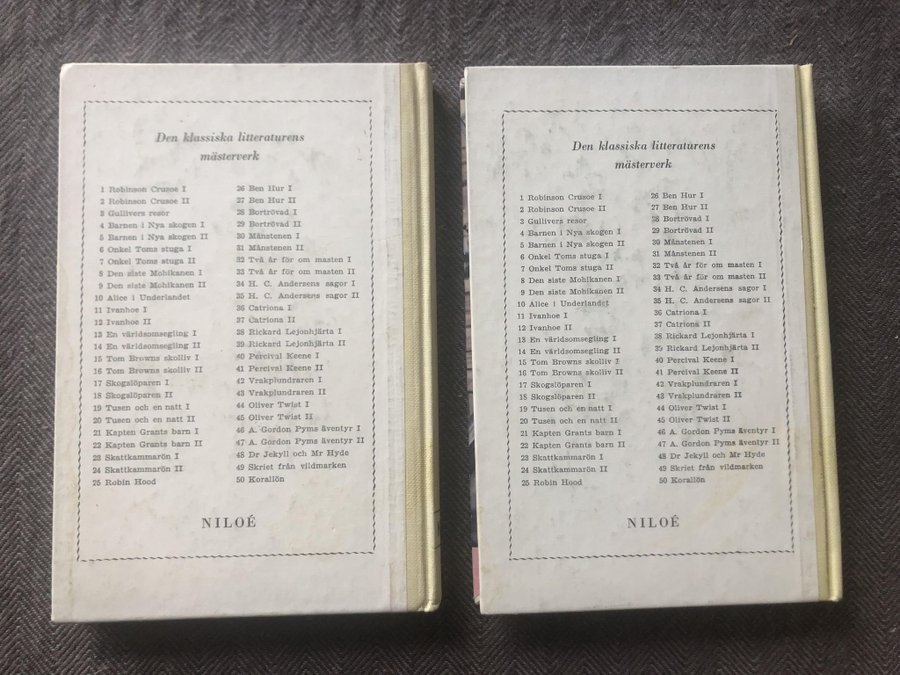 Den klassiska litteraturens
mästerverk
1 Robinson Crusoe I
2 Robinson Crusoe II
3 Gullivers resor
4 Barnen i Nya skogen I
5 Barnen i Nya skogen II
6 Onkel Toms stuga I
7 Onkel Toms stuga II
8 Den siste Mohikanen I
9 Den siste Mohikanen II
10 Alice i Underlandet
11 Ivanhoe I
12 Ivanhoe II
13 En världsomsegling I
14 En världsomsegling II
15 Tom Browns skolliv I
16 Tom Browns skolliv II
17 Skogslöparen I
18 Skogslöparen II
19 Tusen och en natt I
20 Tusen och en natt II
21 Kapten Grants barn I
22 Kapten Grants barn II
23 Skattkammarön I
24 Skattkammarön II
25 Robin Hood
26 Ben Hur I
27 Ben Hur II
28 Bortrövad I
29 Bortrövad II
30 Månstenen I
31 Månstenen II
32 Två år för om masten I
33 Två år för om masten II
34 H. C. Andersens sagor I
35 H. C. Andersens sagor II
36 Catriona I
37 Catriona II
38 Rickard Lejonhjärta I
39 Rickard Lejonhjärta II
40 Percival Keene I
41 Percival Keene II
42 Vrakplundraren I
43 Vrakplundraren II
44 Oliver Twist I
45 Oliver Twist II
46 A. Gordon Pyms äventyr I
47 A. Gordon Pyms äventyr II
48 Dr Jekyll och Mr Hyde
49 Skriet från vildmarken
50 Korallön
NILOÉ
Den klassiska litteraturens
mästerverk
1 Robinson Crusoe I
2 Robinson Crusoe II
3 Gullivers resor
4 Barnen i Nya skogen I
5 Barnen i Nya skogen II
6 Onkel Toms stuga I
7 Onkel Toms stuga II
8 Den siste Mohikanen I
9 Den siste Mohikanen II
10 Alice i Underlandet
11 Ivanhoe I
12 Ivanhoe II
13 En världsomsegling I
14 En världsomsegling II
15 Tom Browns skolliv I
16 Tom Browns skolliv II
17 Skogslöparen I
18 Skogslöparen II
19 Tusen och en natt I
20 Tusen och en natt II
21 Kapten Grants barn I
22 Kapten Grants barn II
23 Skattkammarön I
24 Skattkammarön II
25 Robin Hood
26 Ben Hur I
27 Ben Hur II
28 Bortrövad I
29 Bortrövad II
30 Månstenen I
31 Månstenen II
32 Två år för om masten I
33 Två år för om masten II
34 H. C. Andersens sagor I
35 H. C. Andersens sagor II
36 Catriona I
37 Catriona II
38 Rickard Lejonhjärta I
39 Rickard Lejonhjärta II
40 Percival Keene I
41 Percival Keene II
42 Vrakplundraren I
43 Vrakplundraren II
44 Oliver Twist I
45 Oliver Twist II
46 A. Gordon Pyms äventyr I
47 A. Gordon Pyms äventyr II
48 Dr Jekyll och Mr Hyde
49 Skriet från vildmarken
50 Korallön
NILOÉ